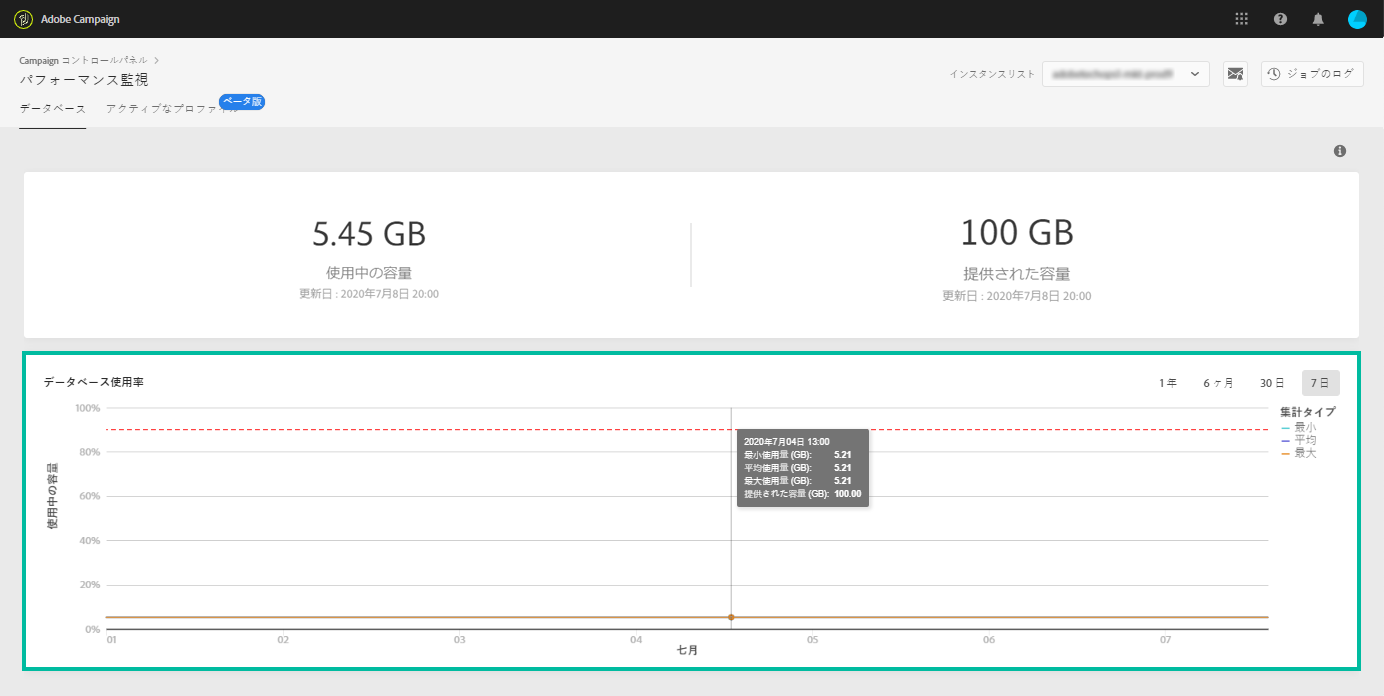 Adobe Campaign
Campaign コントロールパネル
パフォーマンス監視
インスタンスリスト
ジョブのログ
データベース
アクティブなプロファイル
ベータ版
5.45 GB
使用中の容量
更新日 : 2020年7月8日 20:00
100 GB
提供された容量
更新日 : 2020年7月8日 20:00
データベース使用率
1 年 6 ヶ月 30 日 7 日
集計タイプ
最小
平均
最大
使用中の容量
100%
80%
60%
40%
20%
0%
2020年7月04日 13:00
最小使用量 (GB): 5.21
平均使用量 (GB): 5.21
最大使用量 (GB): 5.21
提供された容量 (GB): 100.00
01 02 03 04 05 06 07
七月